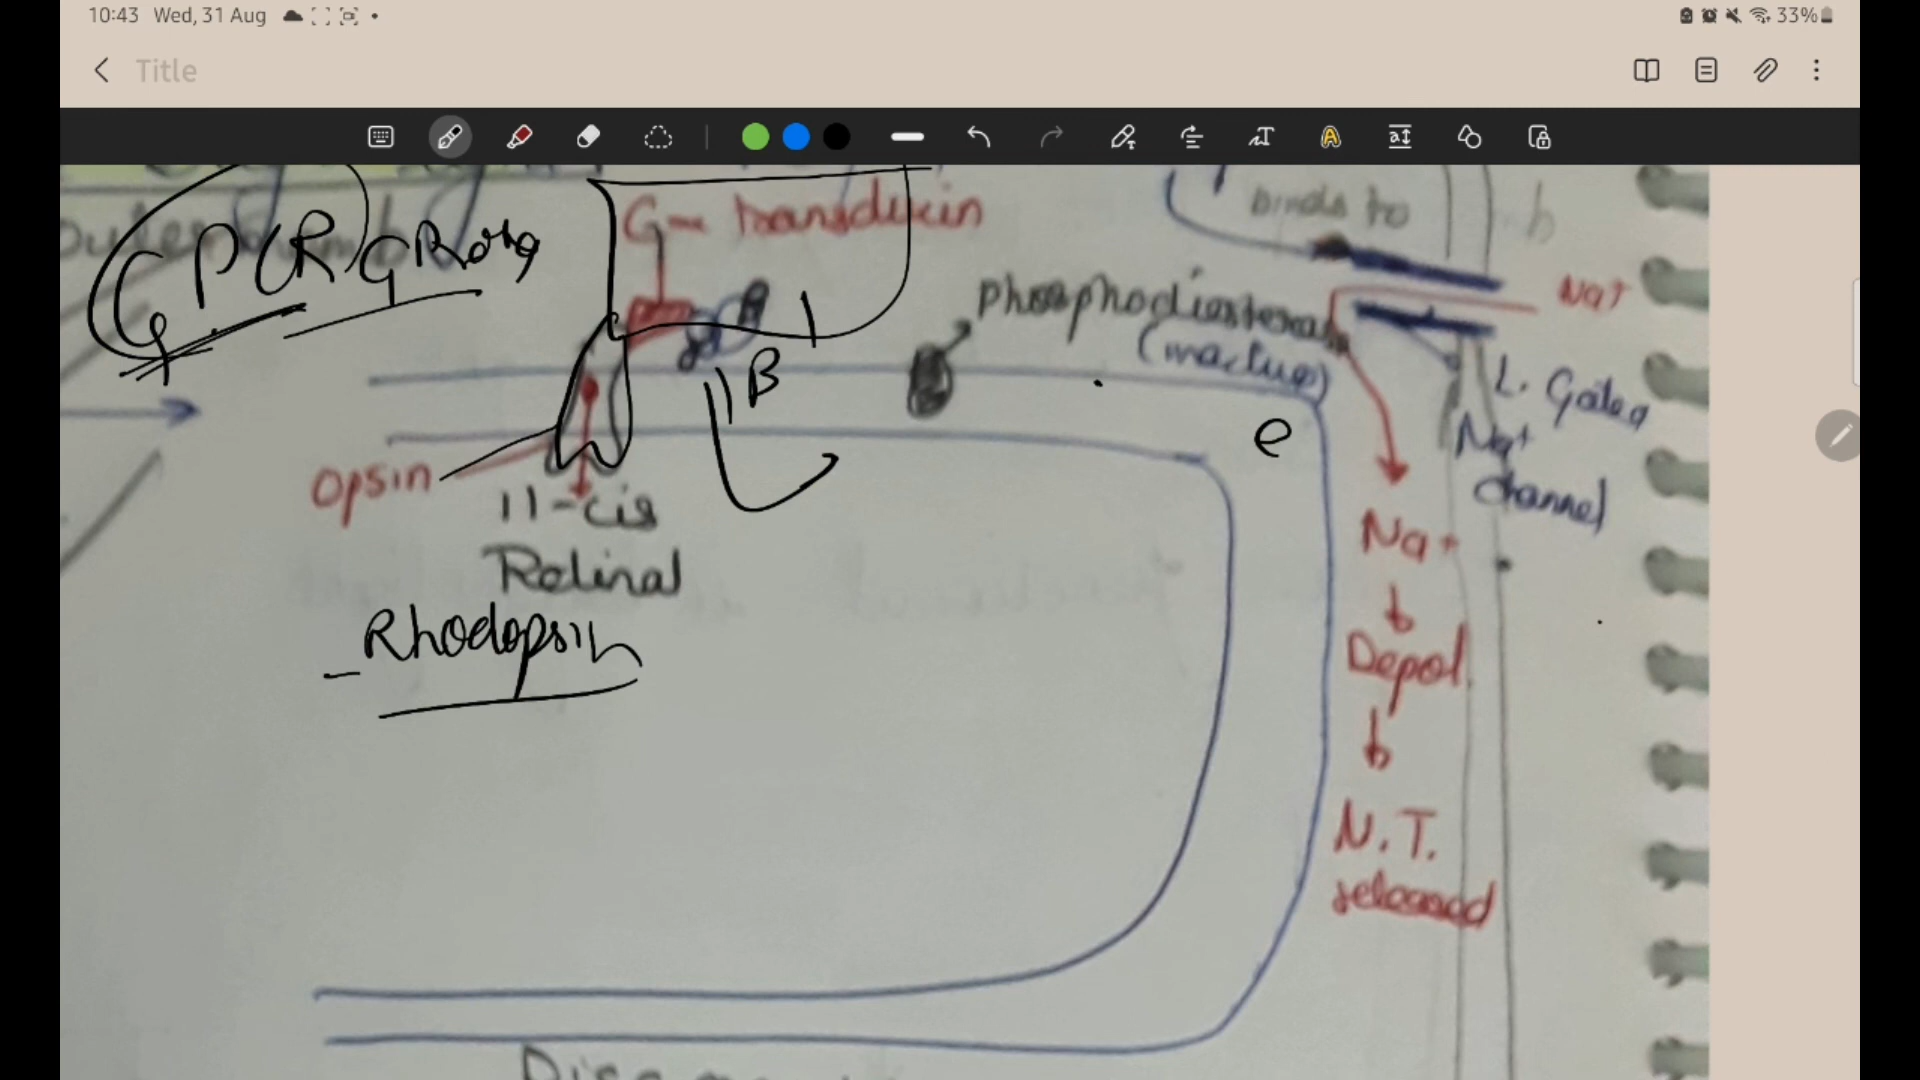 10:43 Wed, 31 Aug
33%
Title
binds to
G - transducin
GPCR) G Protein
Na+
Phosphodiesterase
(inactive)
B
L. Gated
Na+
channel
e
opsin
11-cis
Retinal
Na+
Rhodopsin
Depol.
N.T.
released